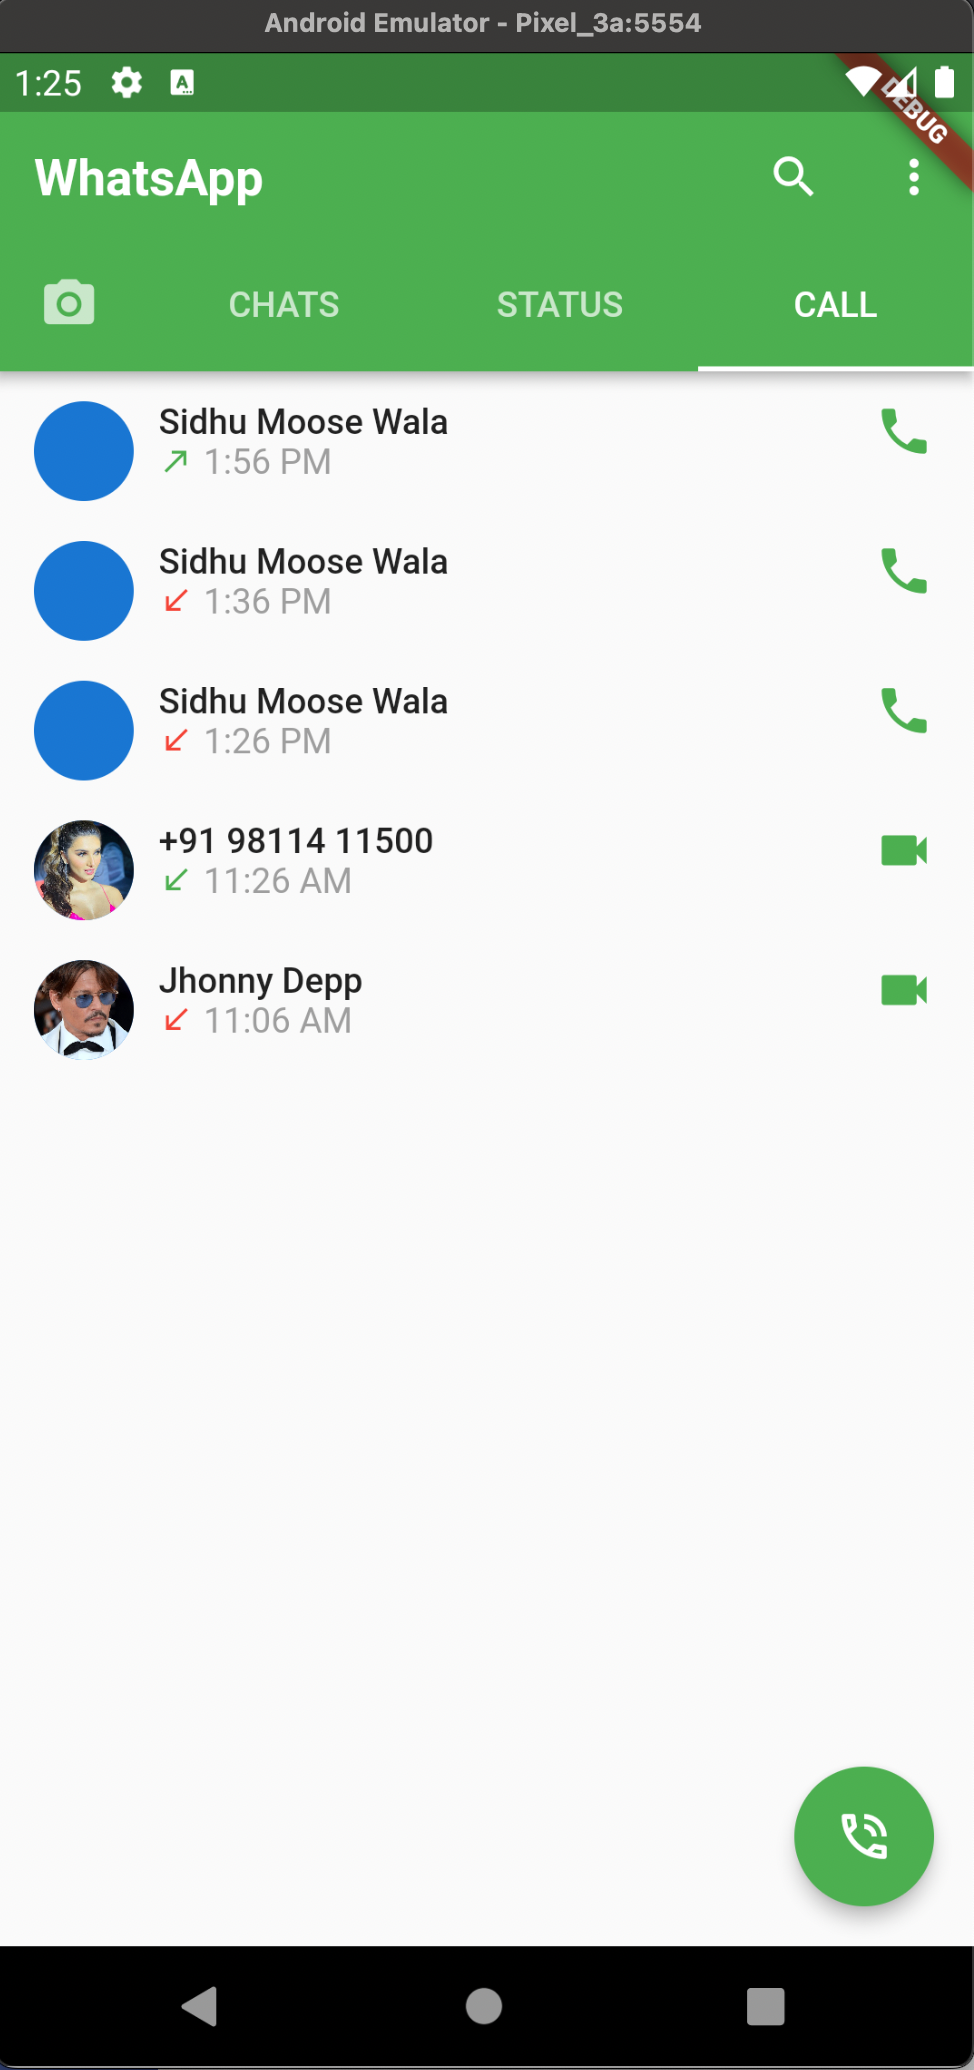 Android Emulator - Pixel_3a:5554
1:25 A
DEBUG
WhatsApp
CHATS STATUS CALL
Sidhu Moose Wala
1:56 PM
Sidhu Moose Wala
1:36 PM
Sidhu Moose Wala
1:26 PM
+91 98114 11500
11:26 AM
Jhonny Depp
11:06 AM